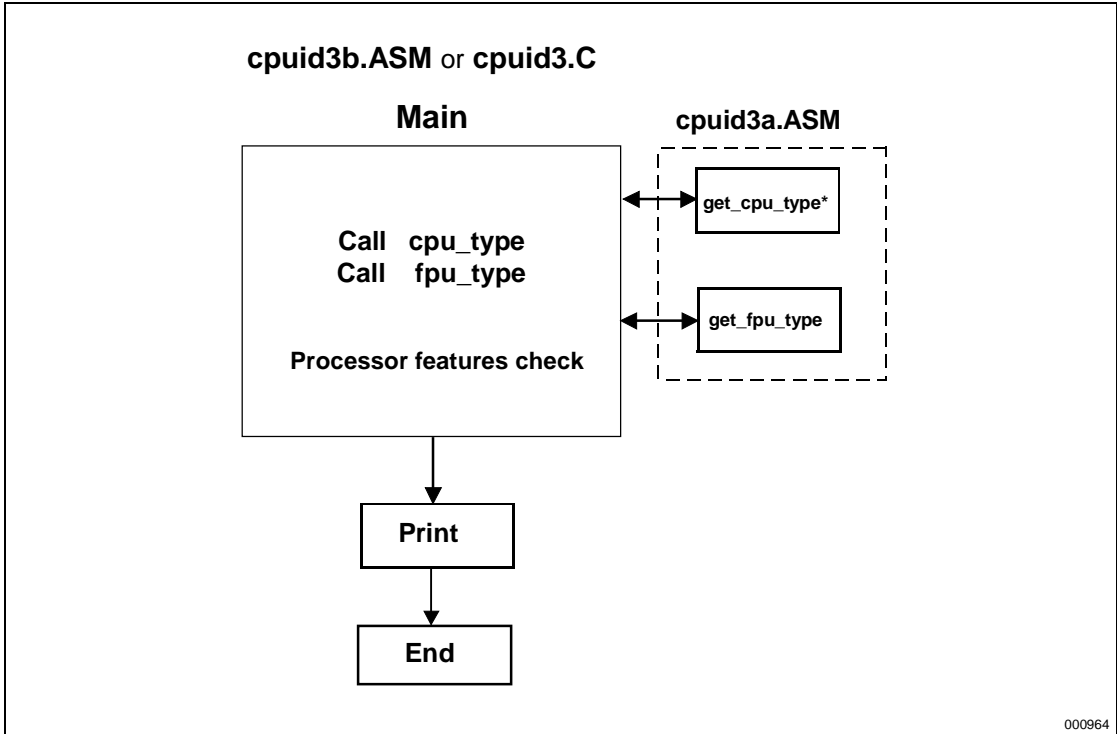 cpuid3b.ASM or cpuid3.C
Main
cpuid3a.ASM
get_cpu_type*
Call cpu_type
Call fpu_type
get_fpu_type
Processor features check
Print
End
000964